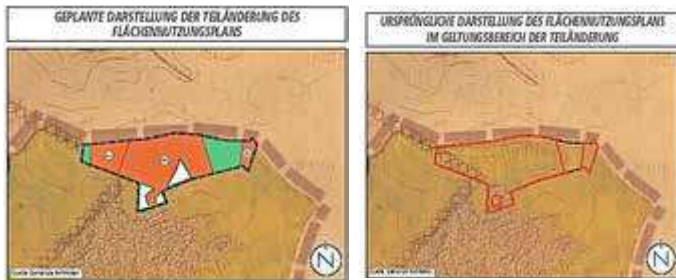 GEPLANTE DARSTELLUNG DER TEILÄNDERUNG DES
FLÄCHENNUTZUNGSPLANS
URSPRÜNGLICHE DARSTELLUNG DES FLÄCHENNUTZUNGSPLANS
IM GELTUNGSBEREICH DER TEILÄNDERUNG
N
N